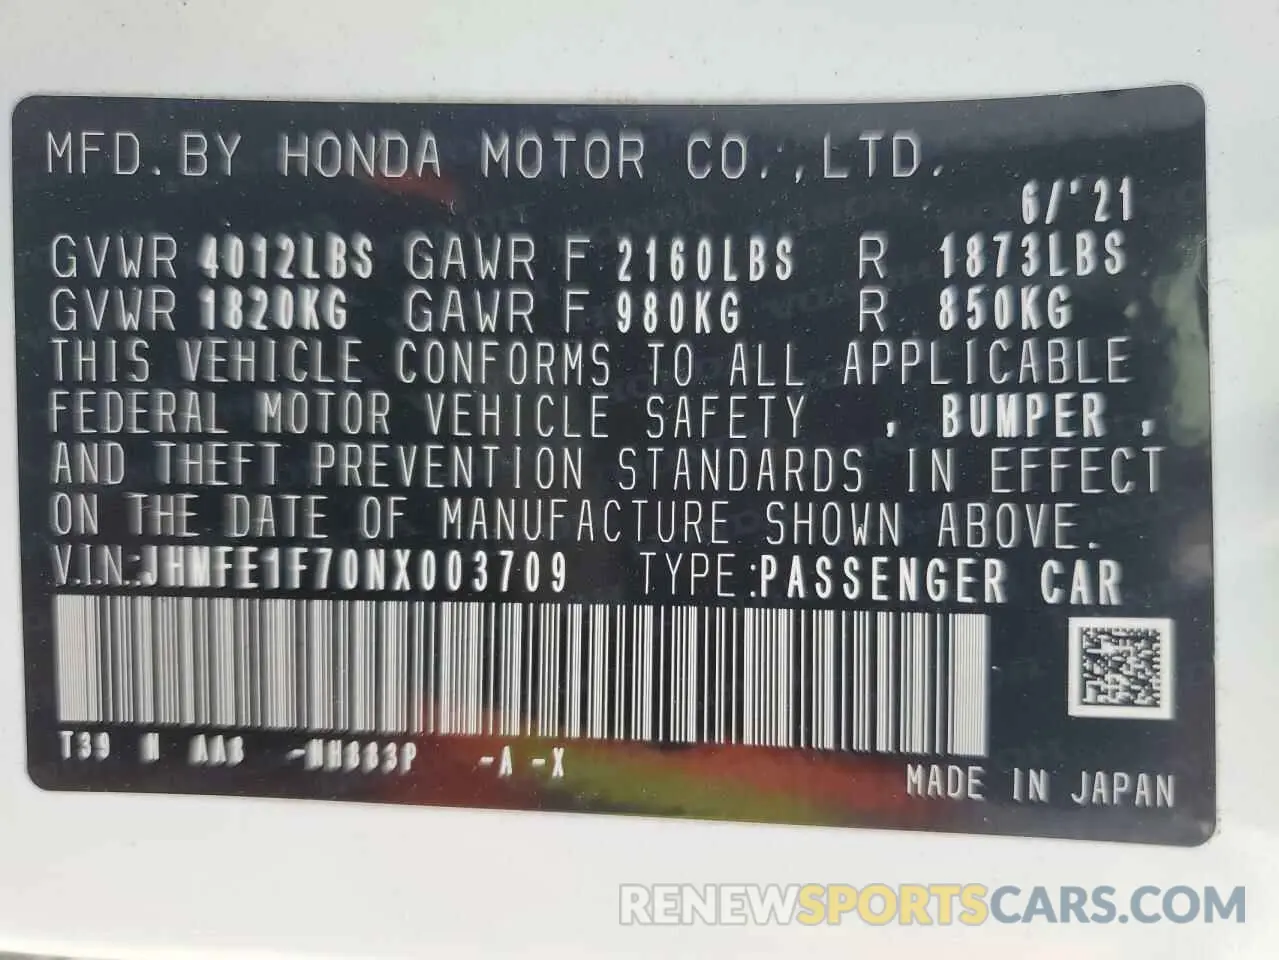 MFD.BY HONDA MOTOR CO.,LTD.
6/'21
GVWR 4012LBS GAWR F 2160LBS R 1873LBS
GVWR 1820KG GAWR F 980KG R 850KG
THIS VEHICLE CONFORMS TO ALL APPLICABLE
FEDERAL MOTOR VEHICLE SAFETY , BUMPER ,
AND THEFT PREVENTION STANDARDS IN EFFECT
ON THE DATE OF MANUFACTURE SHOWN ABOVE.
V.I.N.:JHMFE1F70NX003709 TYPE:PASSENGER CAR
T39 N AA8 -NH883P -A -X
MADE IN JAPAN
RENEWSPORTSCARS.COM